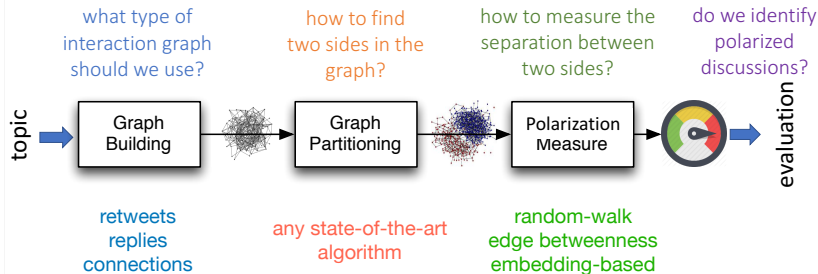 what type of
interaction graph
should we use?
how to find
two sides in the
graph?
how to measure the
separation between
two sides?
do we identify
polarized
discussions?
topic
Graph
Building
Graph
Partitioning
Polarization
Measure
evaluation
retweets
replies
connections
any state-of-the-art
algorithm
random-walk
edge betweenness
embedding-based